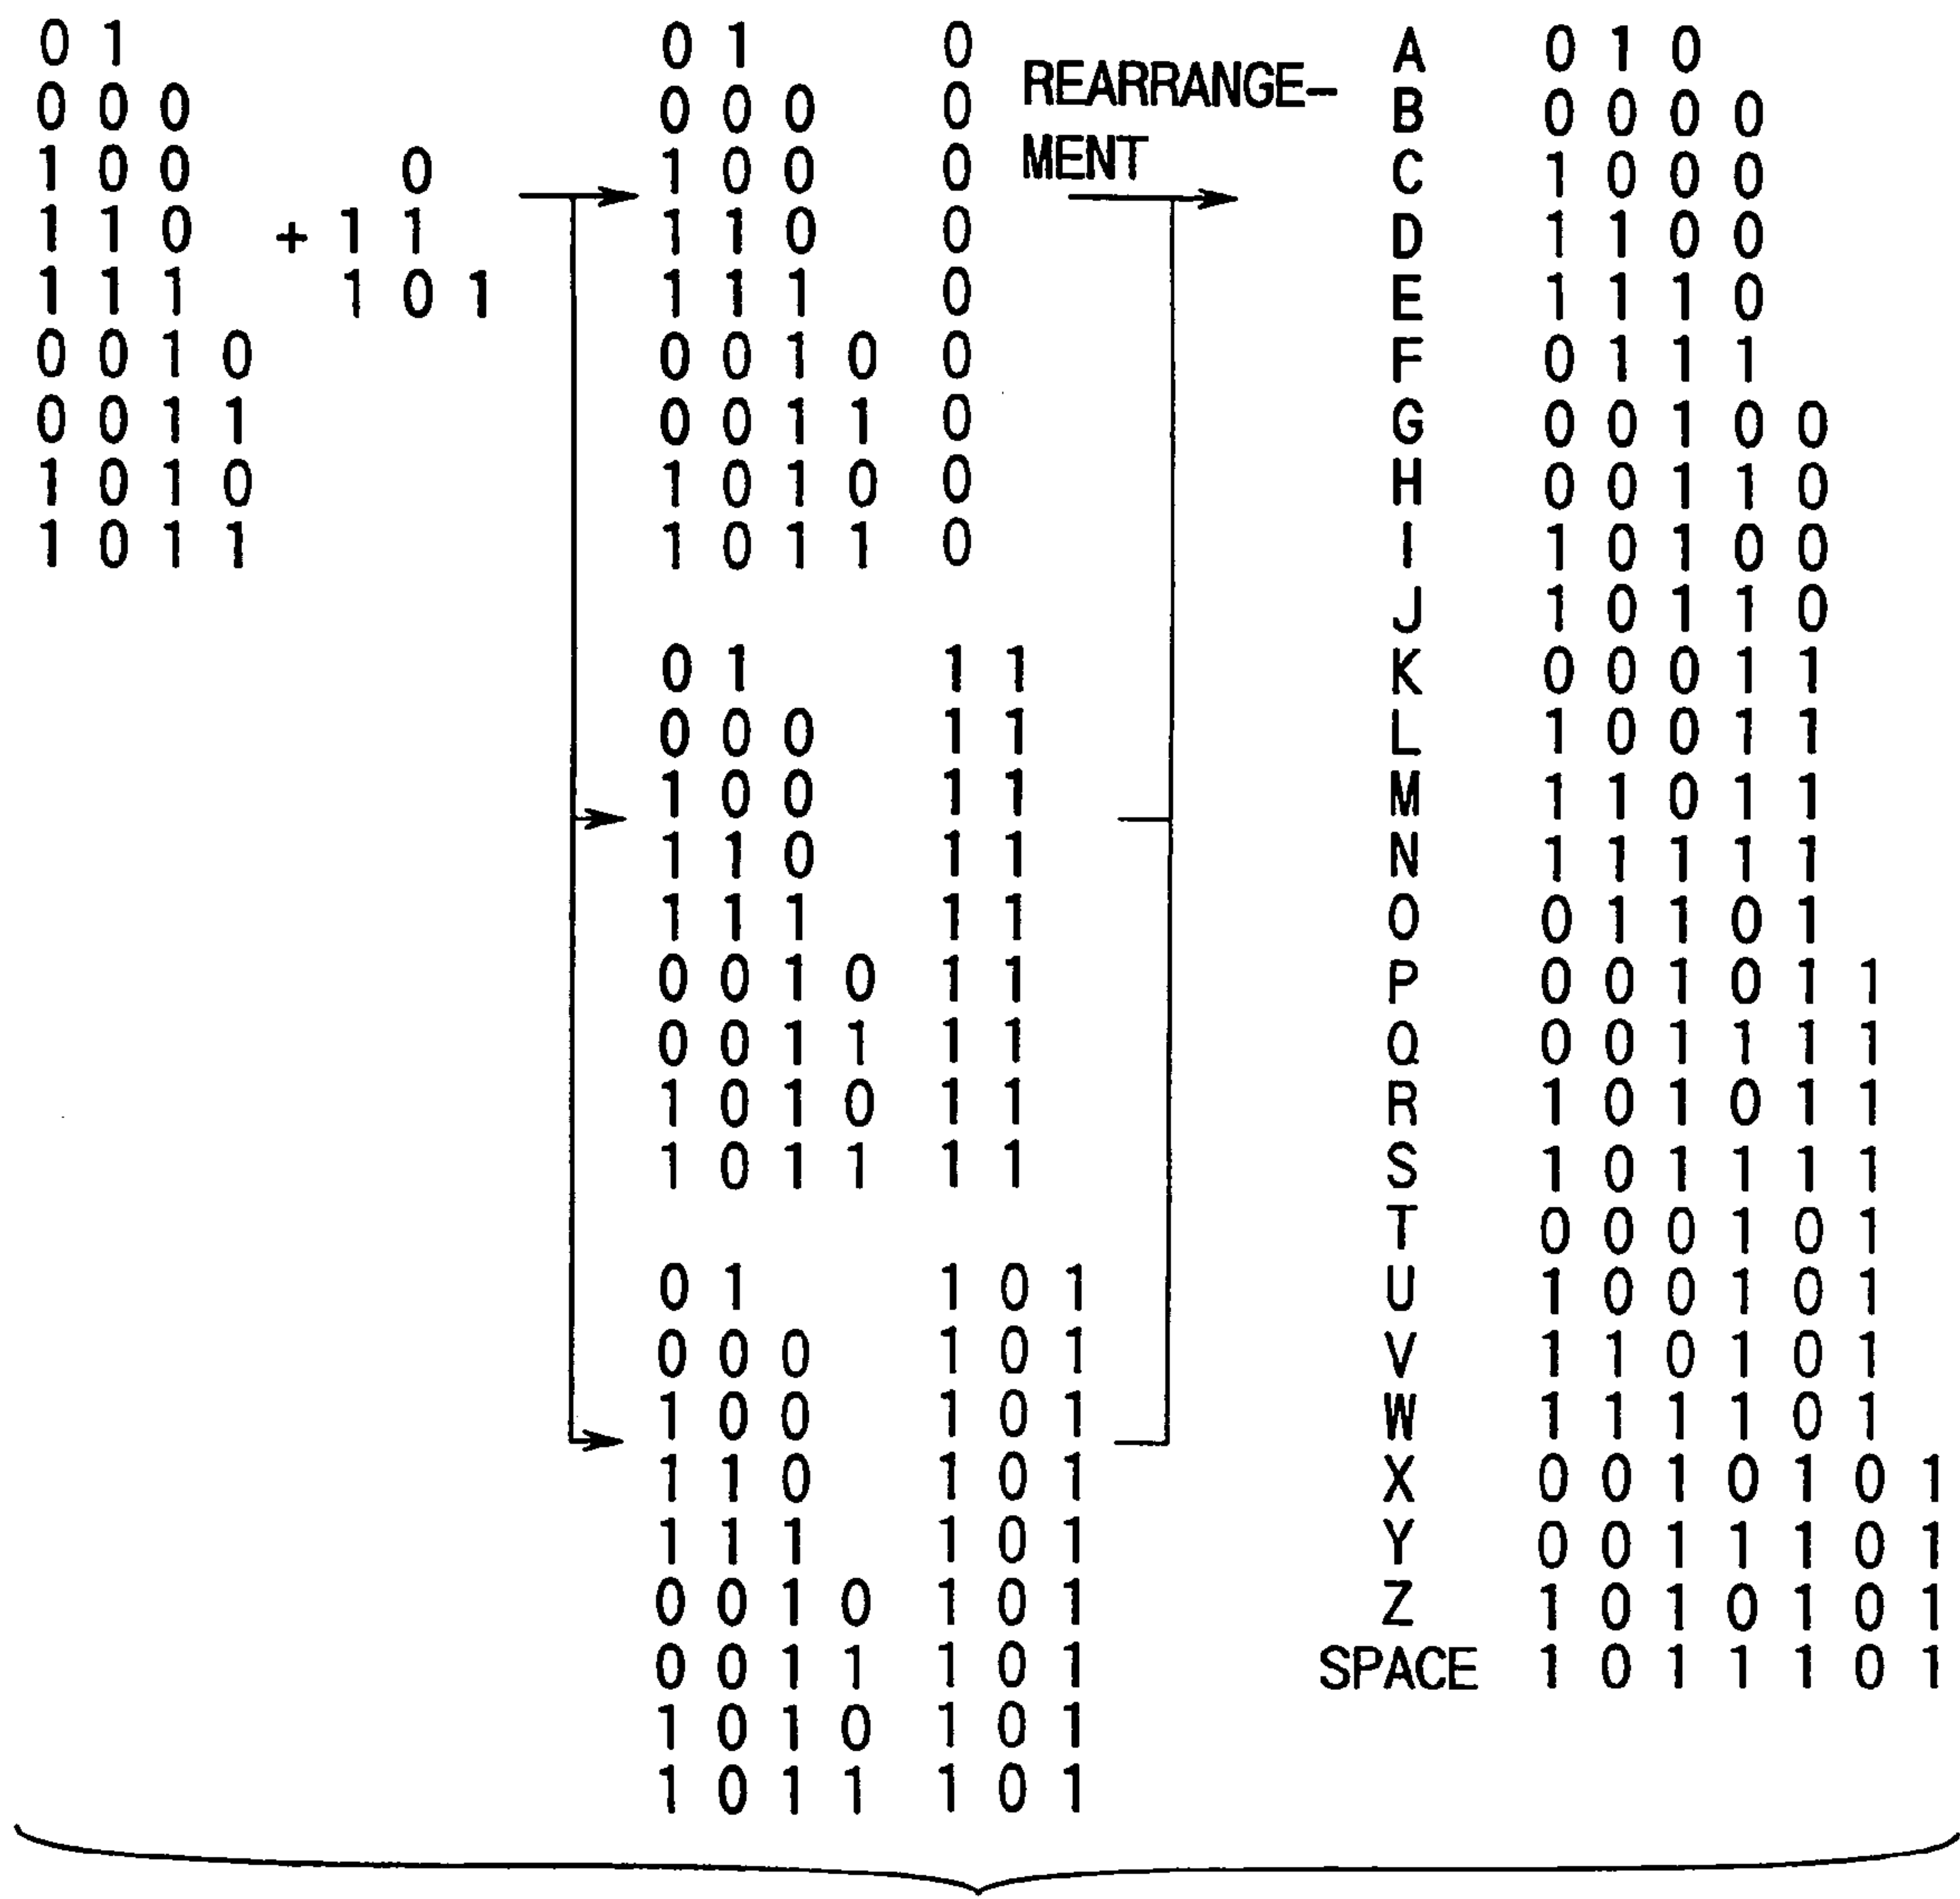 0 1
0 0 0
1 0 0 0
1 1 0 + 1 1
1 1 1 1 0 1
0 0 1 0
0 0 1 1
1 0 1 0
1 0 1 1
0 1 0
0 0 0 0
1 0 0 0
1 1 0 0
1 1 1 0
0 0 1 0 0
0 0 1 1 0
1 0 1 0 0
1 0 1 1 0
0 1 1 1
0 0 0 1 1
1 0 0 1 1
1 1 0 1 1
1 1 1 1 1
0 0 1 0 1 1
0 0 1 1 1 1
1 0 1 0 1 1
1 0 1 1 1 1
0 1 1 0 1
0 0 0 1 0 1
1 0 0 1 0 1
1 1 0 1 0 1
1 1 1 1 0 1
0 0 1 0 1 0 1
0 0 1 1 1 0 1
1 0 1 0 1 0 1
1 0 1 1 1 0 1
REARRANGE-
MENT
A 0 1 0
B 0 0 0 0
C 1 0 0 0
D 1 1 0 0
E 1 1 1 0
F 0 1 1 1
G 0 0 1 0 0
H 0 0 1 1 0
I 1 0 1 0 0
J 1 0 1 1 0
K 0 0 0 1 1
L 1 0 0 1 1
M 1 1 0 1 1
N 1 1 1 1 1
O 0 1 1 0 1
P 0 0 1 0 1 1
Q 0 0 1 1 1 1
R 1 0 1 0 1 1
S 1 0 1 1 1 1
T 0 0 0 1 0 1
U 1 0 0 1 0 1
V 1 1 0 1 0 1
W 1 1 1 1 0 1
X 0 0 1 0 1 0 1
Y 0 0 1 1 1 0 1
Z 1 0 1 0 1 0 1
SPACE 1 0 1 1 1 0 1